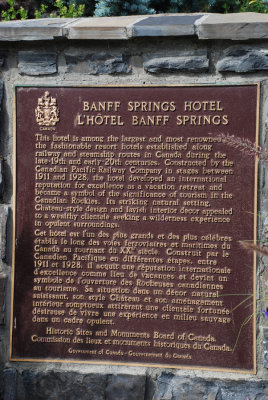 CANADA
BANFF SPRINGS HOTEL
L'HÔTEL BANFF SPRINGS
This hotel is among the largest and most renowned of
the fashionable resort hotels established along
railway and steamship routes in Canada during the
late-19th and early-20th centuries. Constructed by the
Canadian Pacific Railway Company in stages between
1911 and 1928, the hotel developed an international
reputation for excellence as a vacation retreat and
become a symbol of the significance of tourism in the
Canadian Rockies. Its striking natural setting,
Chateau-style design and lavish interior decor appealed
to a wealthy clientele seeking a wilderness experience
in opulent surroundings.
Cet hôtel est l'un des plus grands et des plus célèbres
établis le long des voies ferroviaires et maritimes du
Canada au tournant du XXe siècle. Construit par le
Canadien Pacifique en différentes étapes, entre
1911 et 1928, il acquit une réputation internationale
d'excellence comme lieu de vacances et devint un
symbole de l'ouverture des Rocheuses canadiennes
au tourisme. Sa situation dans un décor naturel
saisissant, son style Château et son aménagement
intérieur somptueux attirèrent une clientèle fortunée
désireuse de vivre une expérience en milieu sauvage
dans un cadre opulent.
Historic Sites and Monuments Board of Canada.
Commission des lieux et monuments historiques du Canada.
Government of Canada - Gouvernement du Canada